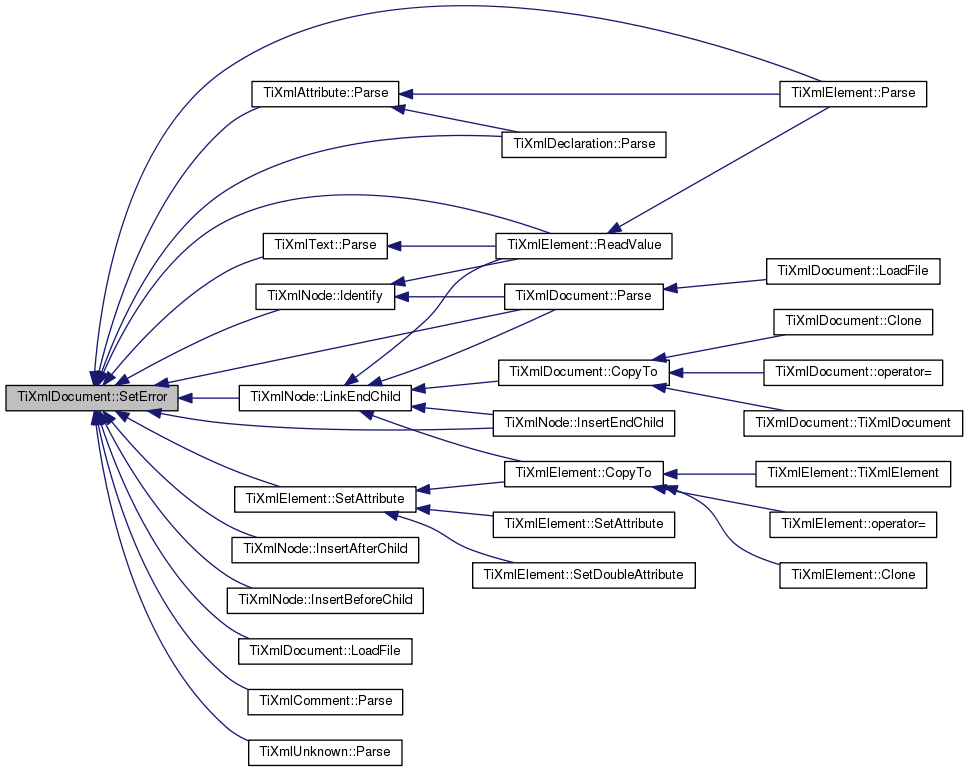 TiXmlDocument::SetError
TiXmlAttribute::Parse
TiXmlText::Parse
TiXmlNode::Identify
TiXmlNode::LinkEndChild
TiXmlElement::SetAttribute
TiXmlNode::InsertAfterChild
TiXmlNode::InsertBeforeChild
TiXmlDocument::LoadFile
TiXmlComment::Parse
TiXmlUnknown::Parse
TiXmlDeclaration::Parse
TiXmlElement::ReadValue
TiXmlDocument::Parse
TiXmlDocument::CopyTo
TiXmlNode::InsertEndChild
TiXmlElement::CopyTo
TiXmlElement::SetAttribute
TiXmlElement::SetDoubleAttribute
TiXmlElement::Parse
TiXmlDocument::LoadFile
TiXmlDocument::Clone
TiXmlDocument::operator=
TiXmlDocument::TiXmlDocument
TiXmlElement::TiXmlElement
TiXmlElement::operator=
TiXmlElement::Clone